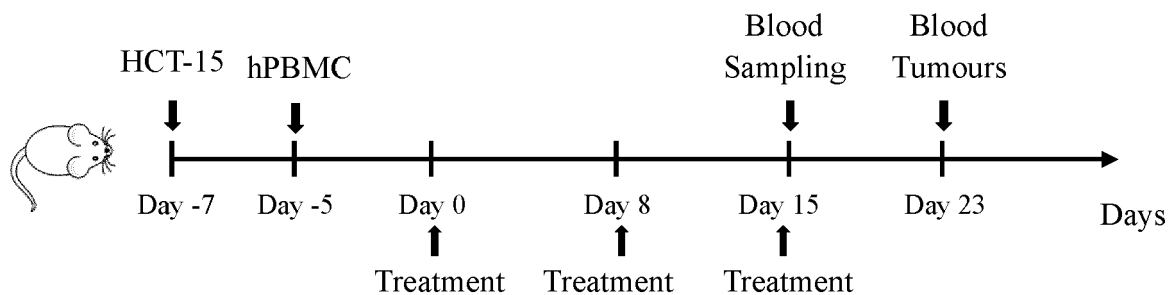 HCT-15
hPBMC
Blood
Sampling
Blood
Tumours
Day -7
Day -5
Day 0
Day 8
Day 15
Day 23
Days
Treatment
Treatment
Treatment